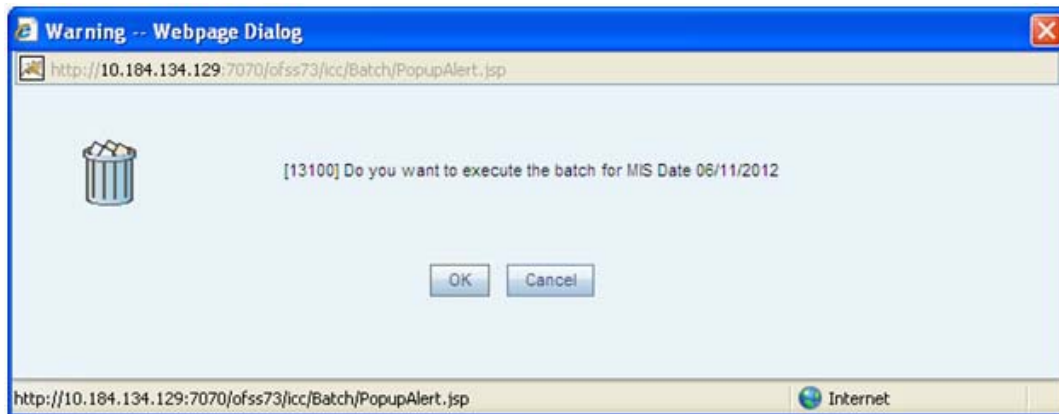 Warning -- Webpage Dialog
http://10.184.134.129:7070/ofss73/icc/Batch/PopupAlert.jsp
[13100] Do you want to execute the batch for MIS Date 06/11/2012
OK Cancel
http://10.184.134.129:7070/ofss73/icc/Batch/PopupAlert.jsp Internet